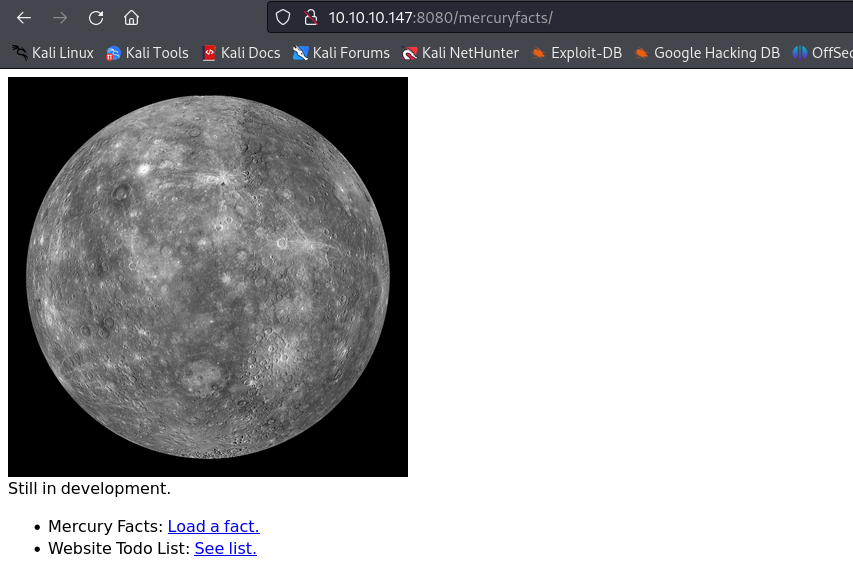 10.10.10.147:8080/mercuryfacts/
Kali Linux Kali Tools Kali Docs Kali Forums Kali NetHunter Exploit-DB Google Hacking DB OffSec
Still in development.
• Mercury Facts: Load a fact.
• Website Todo List: See list.